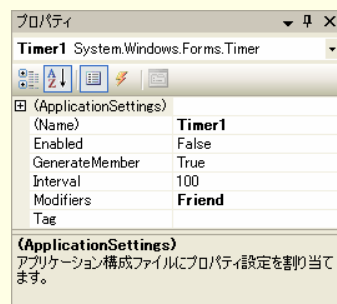 プロパティ
Timer1 System.Windows.Forms.Timer
(ApplicationSettings)
(Name) Timer1
Enabled False
GenerateMember True
Interval 100
Modifiers Friend
Tag
(ApplicationSettings)
アプリケーション構成ファイルにプロパティ設定を割り当て
ます。